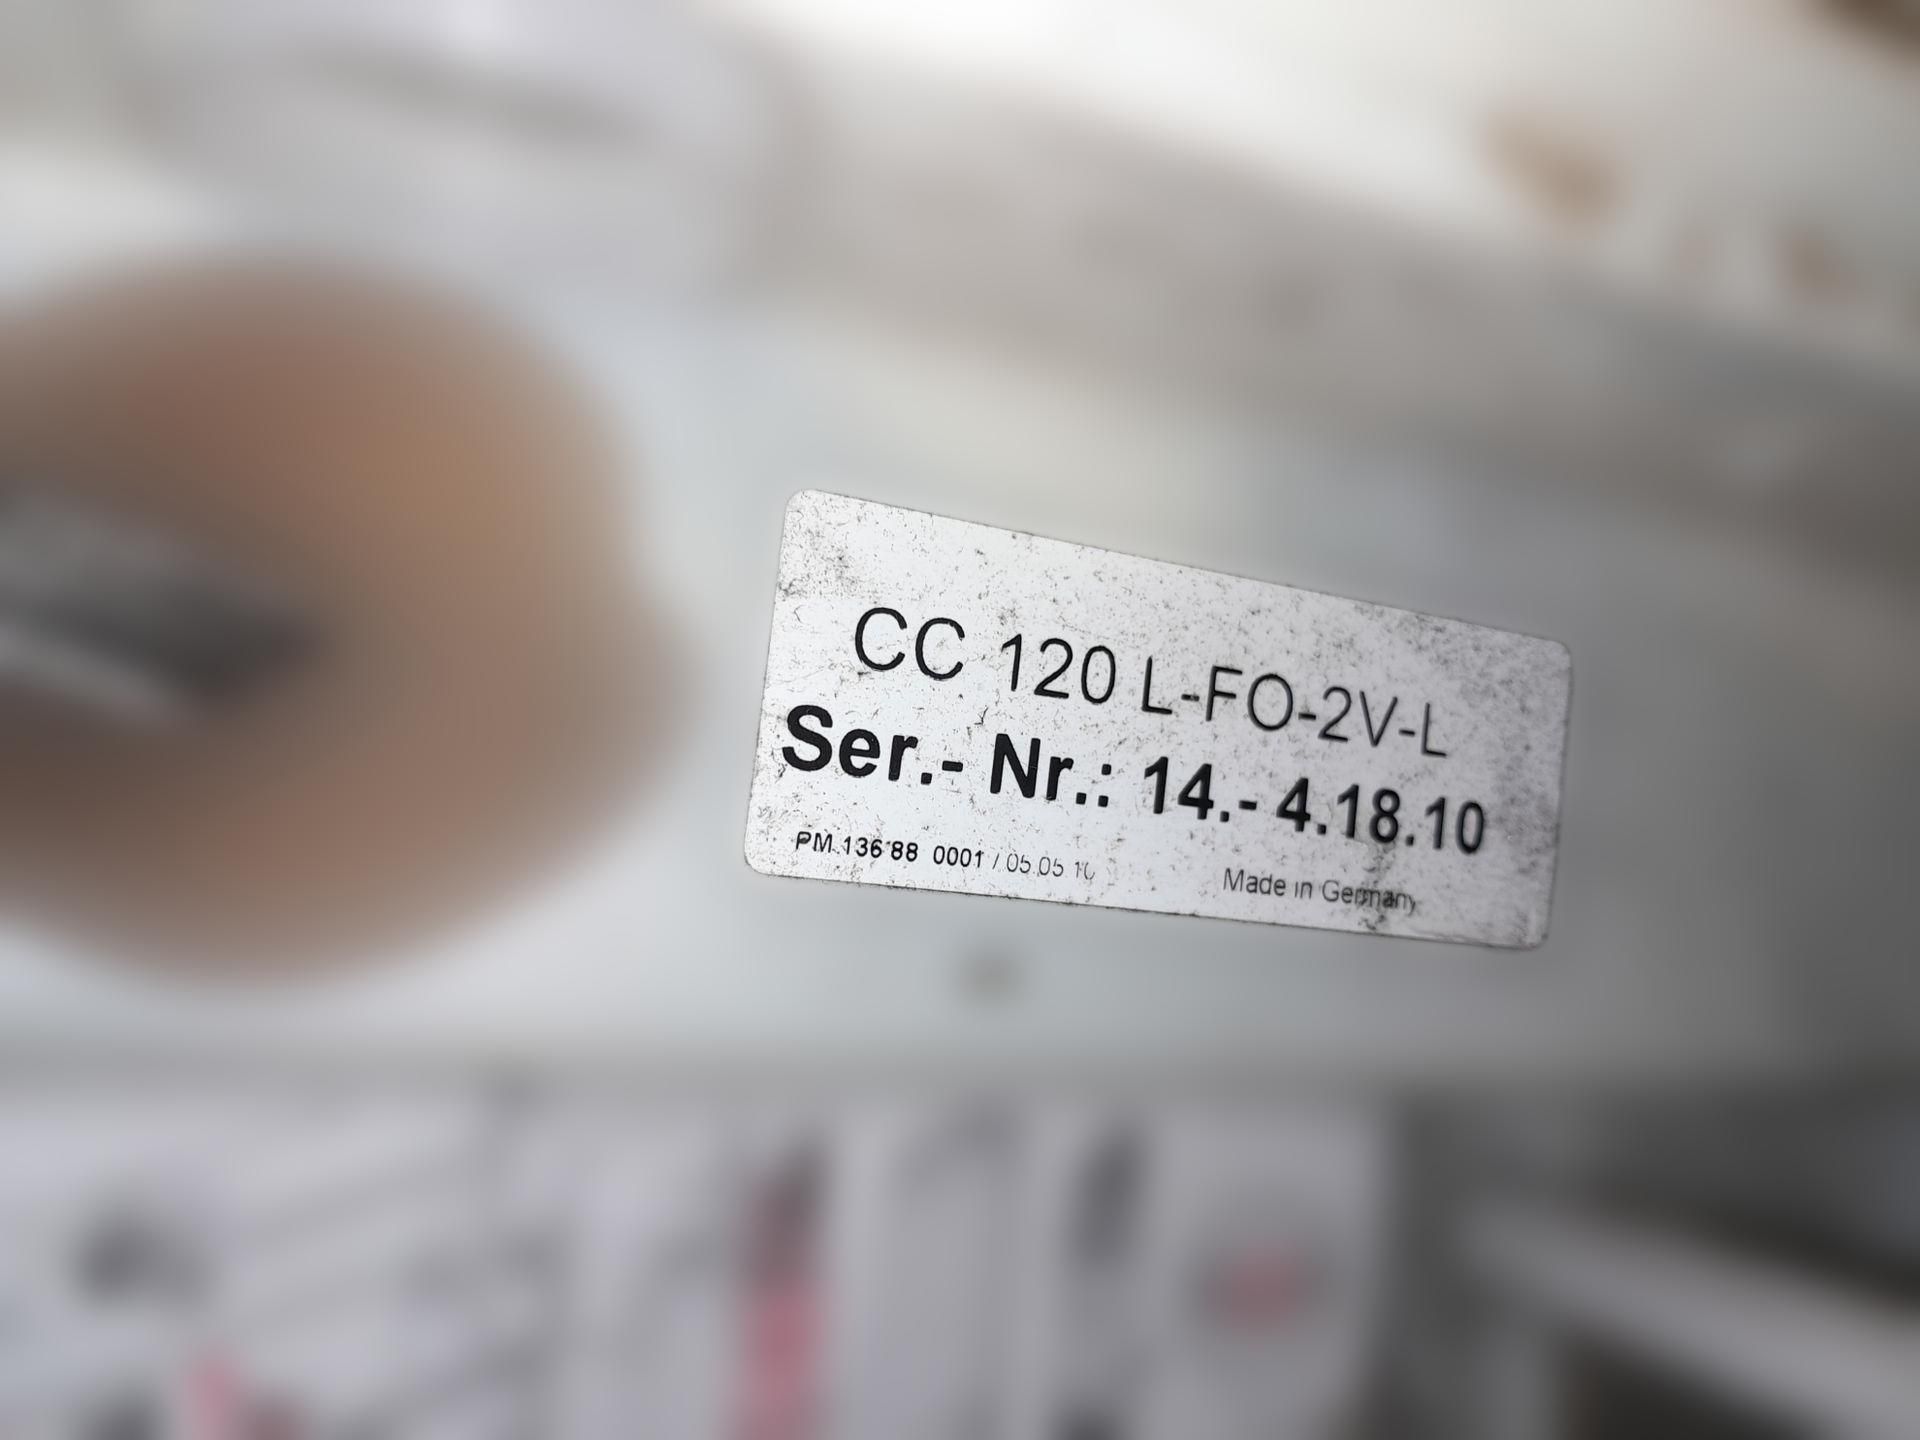 CC 120 L-FO-2V-L
Ser.- Nr.: 14.- 4.18.10
PM 136 88 0001 / 05.05 10
Made in Germany